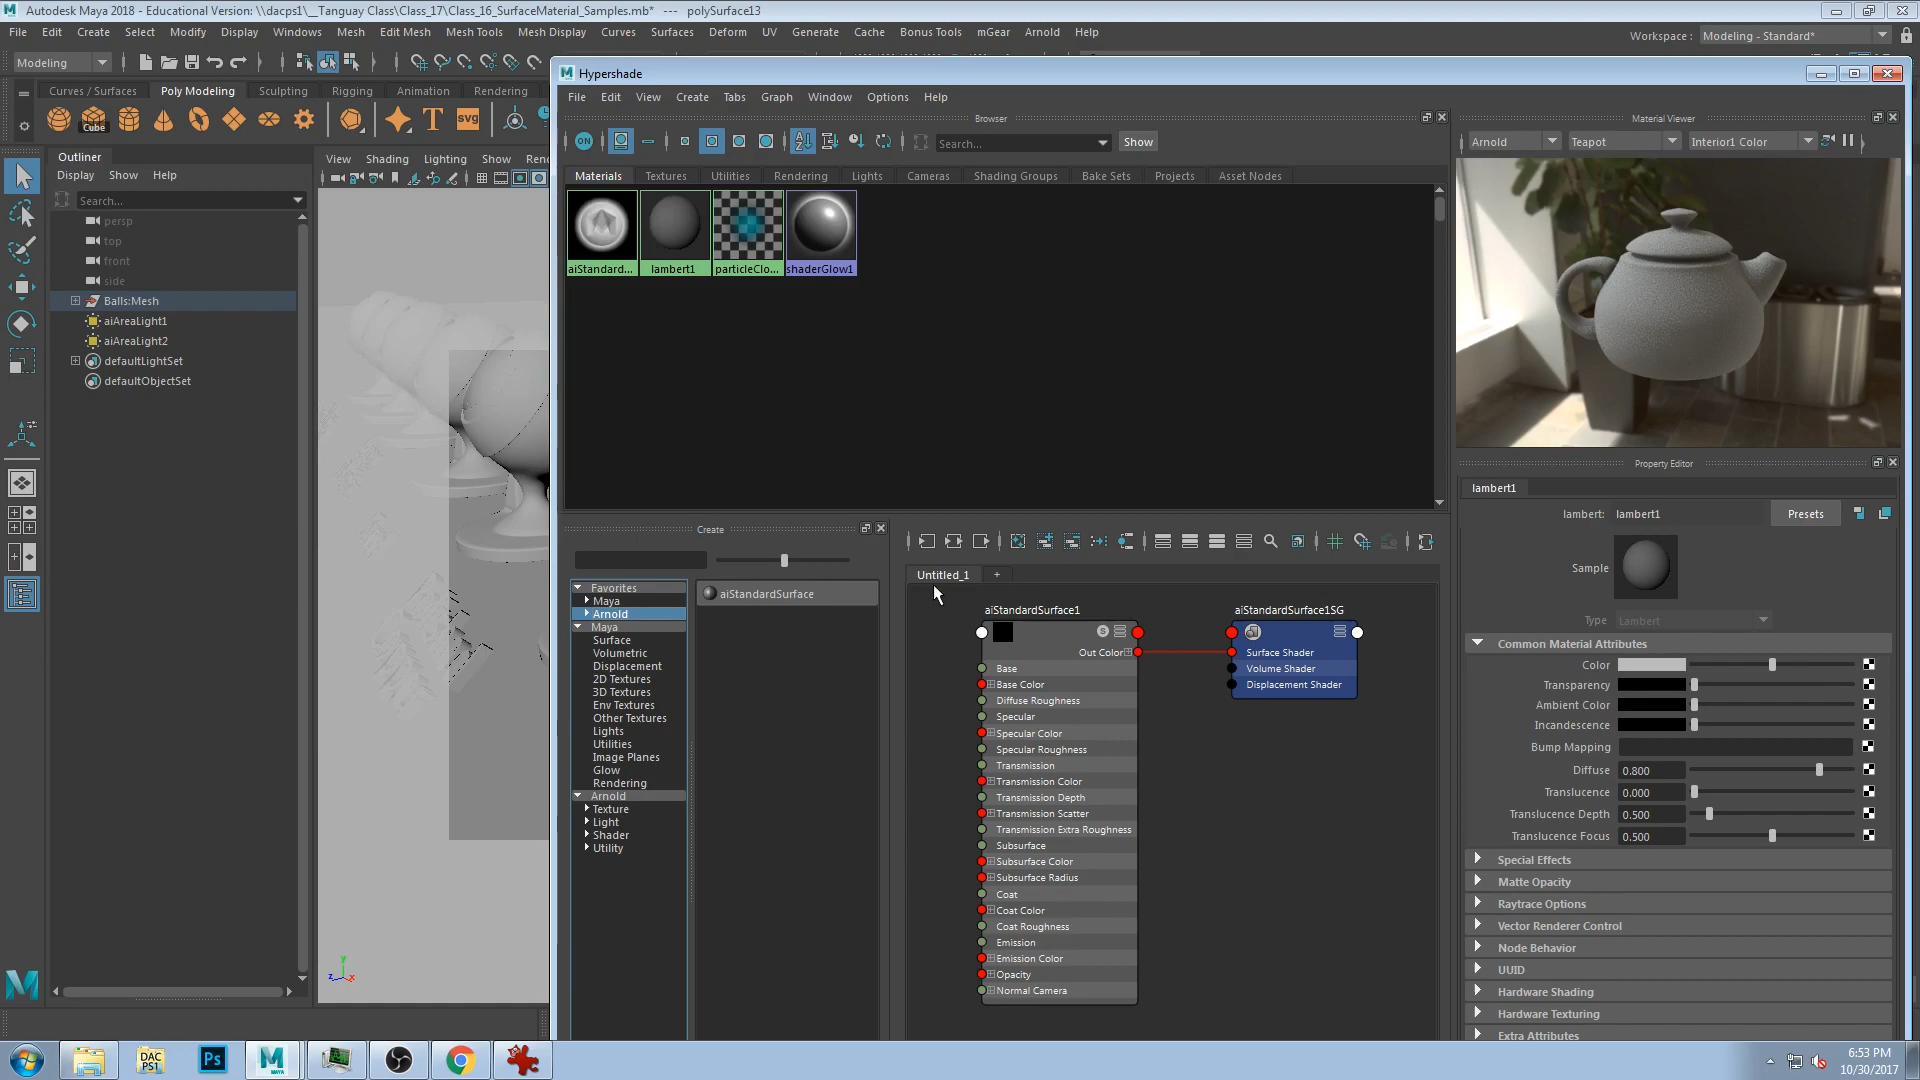 Autodesk Maya 2018 - Educational Version: \\dacps1\__Tanguay Class\Class_17\Class_16_SurfaceMaterial_Samples.mb*  ---  polySurface13
File Edit Create Select Modify Display Windows Mesh Edit Mesh Mesh Tools Mesh Display Curves Surfaces Deform UV Generate Cache Bonus Tools mGear Arnold Help
Workspace : Modeling - Standard*
Modeling
Hypershade
Curves / Surfaces Poly Modeling Sculpting Rigging Animation Rendering
File Edit View Create Tabs Graph Window Options Help
Cube
T
SVG
Browser
Material Viewer
ON
Search...
Show
Arnold
Teapot
Interior1 Color
Outliner
Display Show Help
View Shading Lighting Show
Materials Textures Utilities Rendering Lights Cameras Shading Groups Bake Sets Projects Asset Nodes
Search...
persp
top
front
side
Balls:Mesh
aiAreaLight1
aiAreaLight2
defaultLightSet
defaultObjectSet
aiStandard... lambert1 particleClo... shaderGlow1
Property Editor
lambert1
lambert: lambert1
Presets
Sample
Type Lambert
Common Material Attributes
Color
Transparency
Ambient Color
Incandescence
Bump Mapping
Diffuse 0.800
Translucence 0.000
Translucence Depth 0.500
Translucence Focus 0.500
Special Effects
Matte Opacity
Raytrace Options
Vector Renderer Control
Node Behavior
UUID
Hardware Shading
Hardware Texturing
Extra Attributes
Create
Favorites
Maya
Arnold
Maya
Surface
Volumetric
Displacement
2D Textures
3D Textures
Env Textures
Other Textures
Lights
Utilities
Image Planes
Glow
Rendering
Arnold
Texture
Light
Shader
Utility
aiStandardSurface
Untitled_1 +
aiStandardSurface1
S
Out Color
Base
Base Color
Diffuse Roughness
Specular
Specular Color
Specular Roughness
Transmission
Transmission Color
Transmission Depth
Transmission Scatter
Transmission Extra Roughness
Subsurface
Subsurface Color
Subsurface Radius
Coat
Coat Color
Coat Roughness
Emission
Emission Color
Opacity
Normal Camera
aiStandardSurface1SG
Surface Shader
Volume Shader
Displacement Shader
y
z
x
DAC
PS1
Ps
MAYA
6:53 PM
10/30/2017